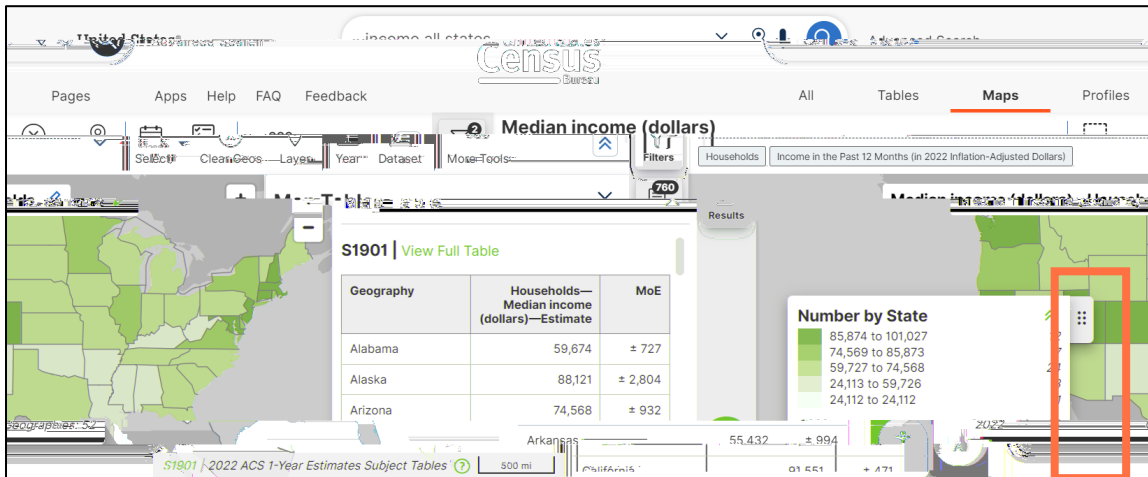 United States®
Census
Bureau
income all states
Advanced Search
Pages Apps Help FAQ Feedback
All Tables Maps Profiles
2
Median income (dollars)
Select Clear Geos Layer Year Dataset More Tools
Filters
Households
Income in the Past 12 Months (in 2022 Inflation-Adjusted Dollars)
760
Results
S1901 | View Full Table
Geography Households—Median income (dollars)—Estimate MoE
Alabama 59,674 ± 727
Alaska 88,121 ± 2,804
Arizona 74,568 ± 932
Arkansas 55,432 ± 994
California 91,551 ± 471
Number by State
85,874 to 101,027
74,569 to 85,873
59,727 to 74,568 24
24,113 to 59,726
24,112 to 24,112
Geographies: 52
2022
S1901 | 2022 ACS 1-Year Estimates Subject Tables ?
500 mi